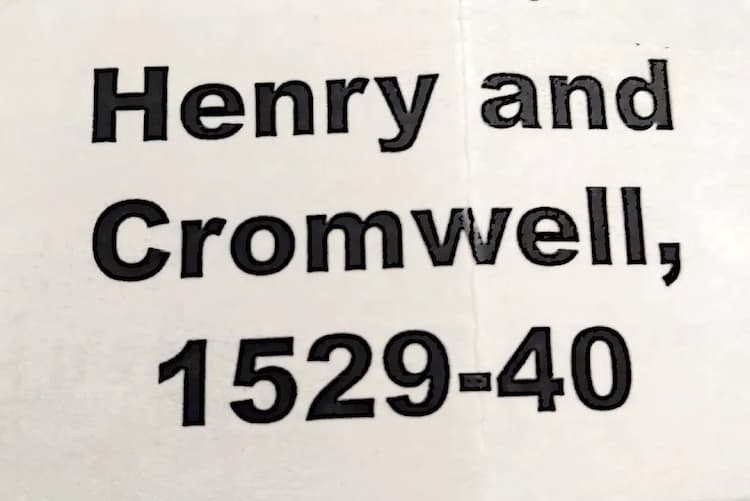 Henry and
Cromwell,
1529-40